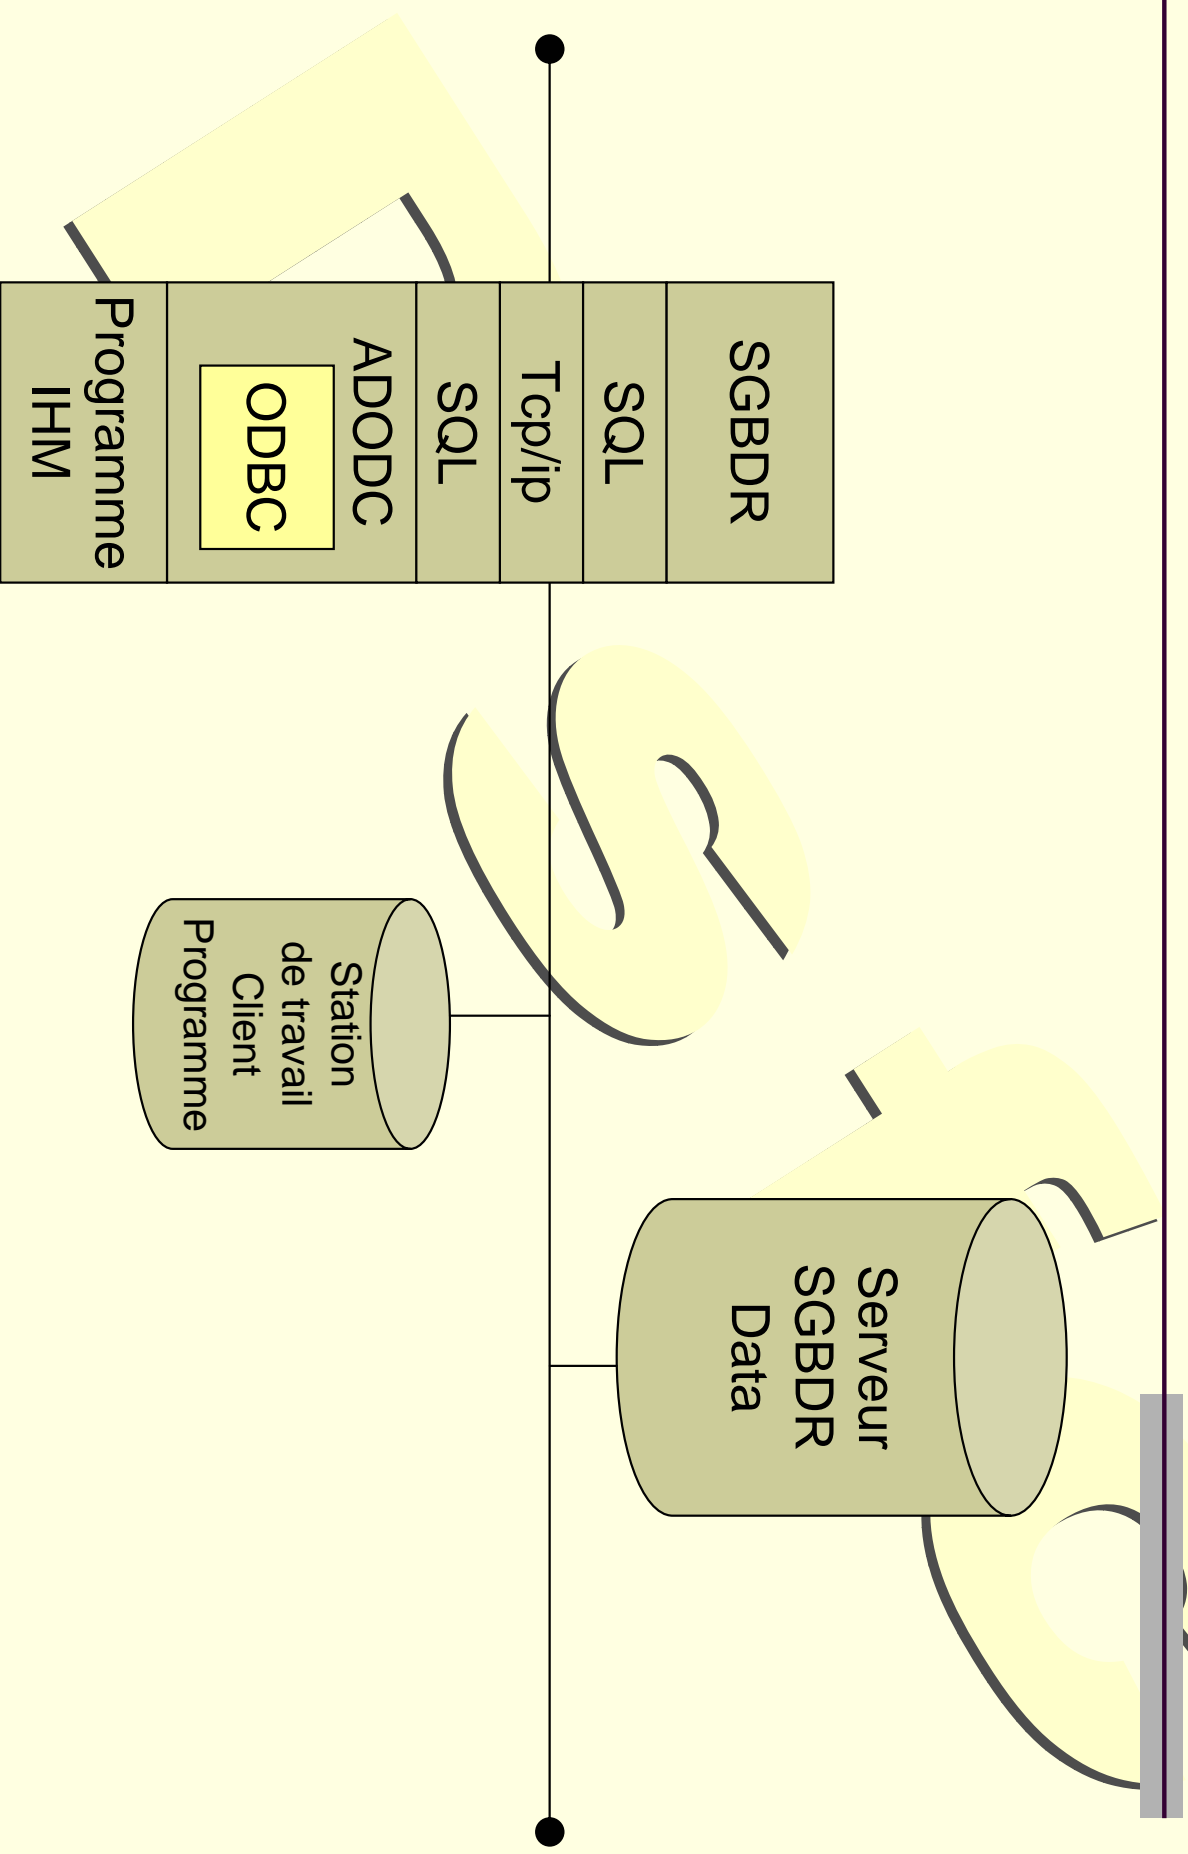 SGBDR
SQL
Tcp/ip
SQL
ADODC
ODBC
Programme
IHM
Serveur
SGBDR
Data
Station
de travail
Client
Programme